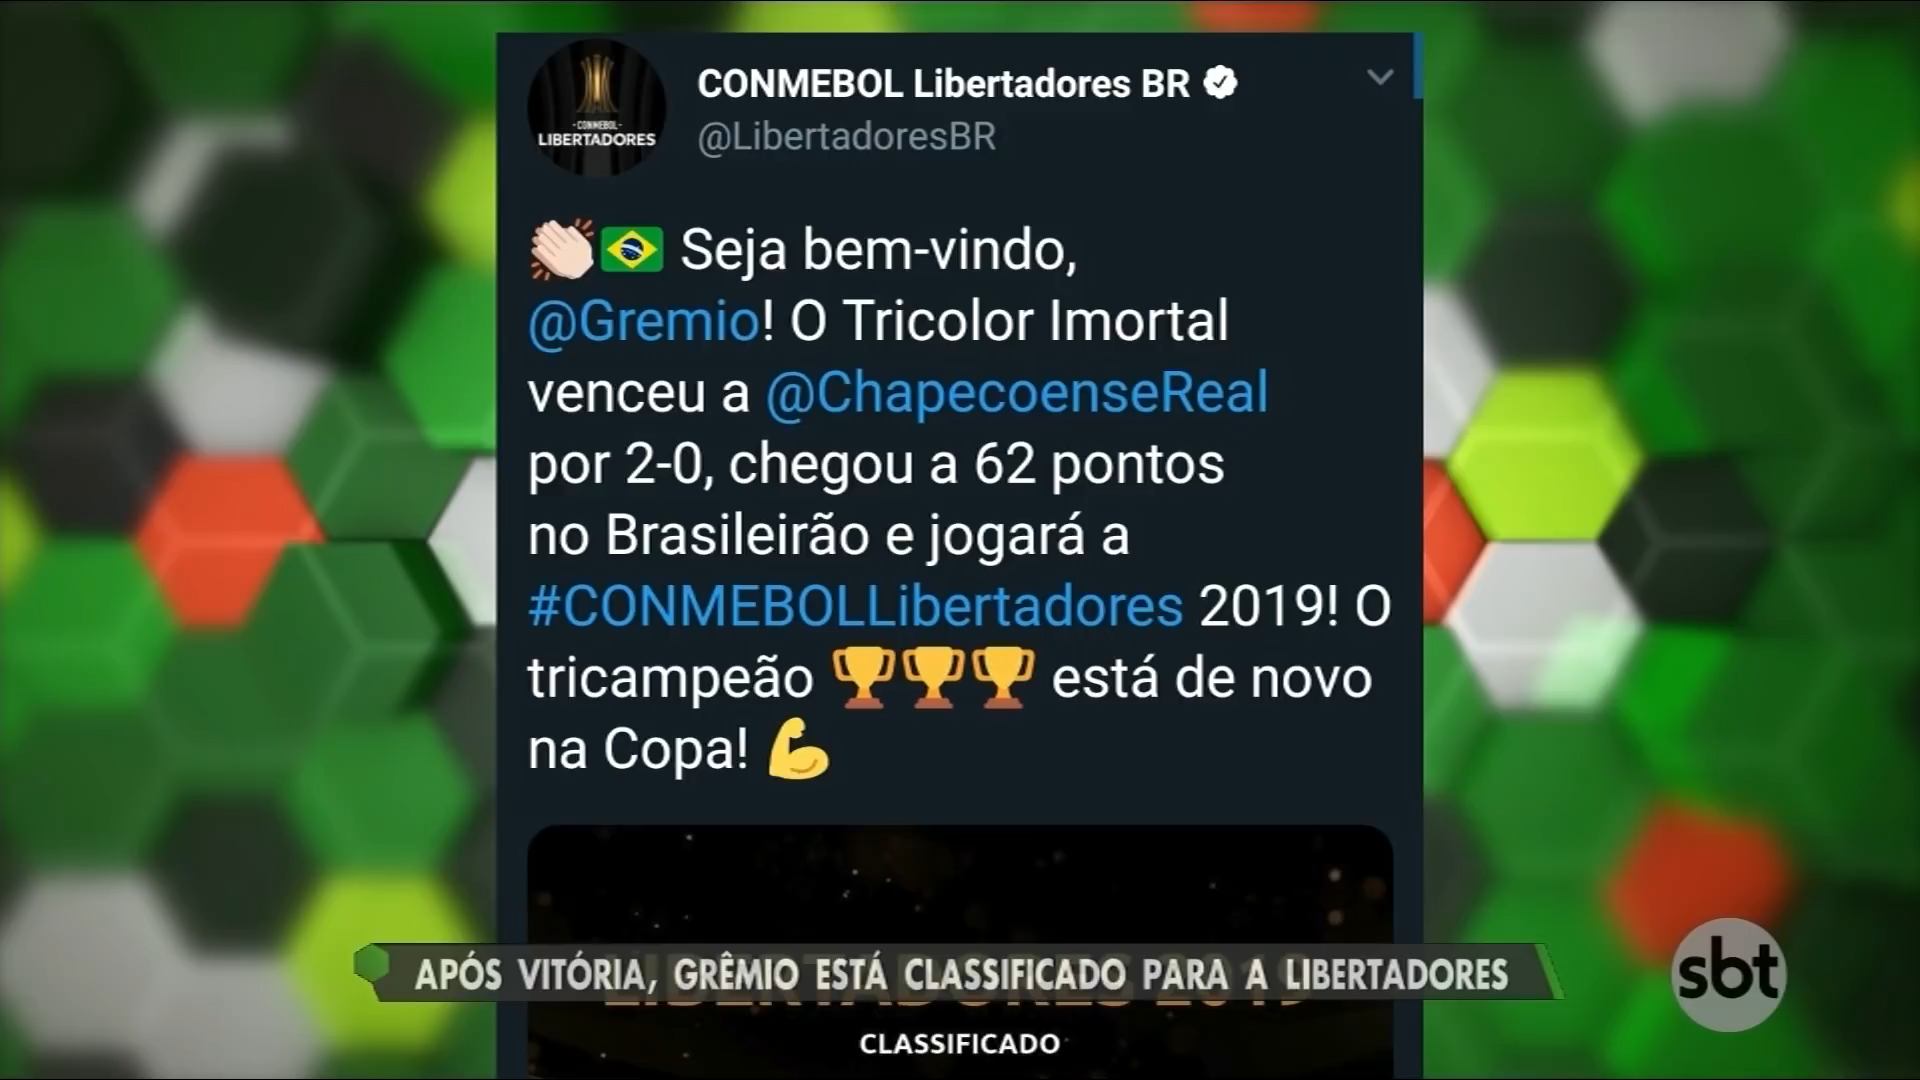 CONMEBOL Libertadores BR
@LibertadoresBR
-CONMEBOL-
LIBERTADORES
👏🏻🇧🇷 Seja bem-vindo,
@Gremio! O Tricolor Imortal
venceu a @ChapecoenseReal
por 2-0, chegou a 62 pontos
no Brasileirão e jogará a
#CONMEBOLLibertadores 2019! O
tricampeão 🏆🏆🏆 está de novo
na Copa! 💪
LIBERTADORES 2019
APÓS VITÓRIA, GRÊMIO ESTÁ CLASSIFICADO PARA A LIBERTADORES
sbt
CLASSIFICADO